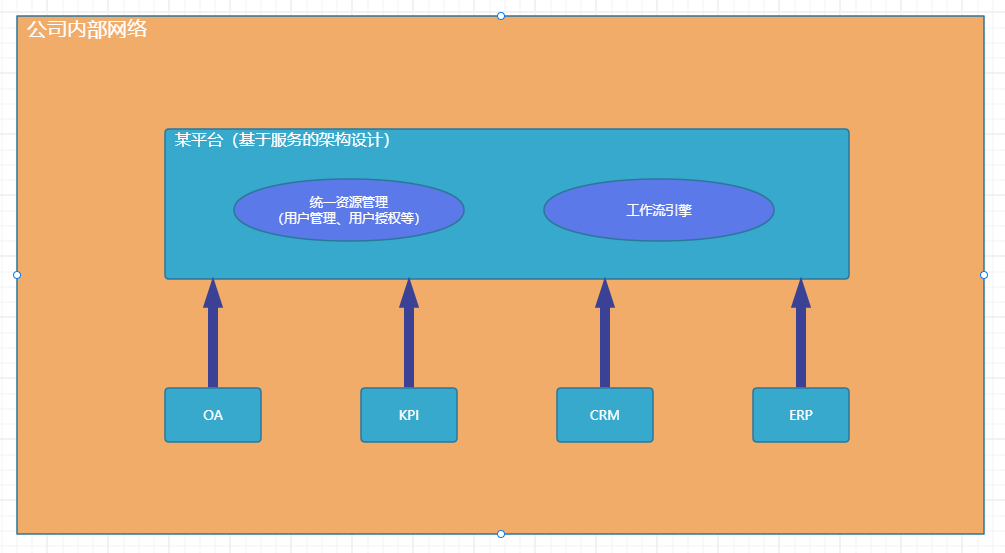 公司内部网络
某平台（基于服务的架构设计）
统一资源管理
（用户管理、用户授权等）
工作流引擎
OA
KPI
CRM
ERP